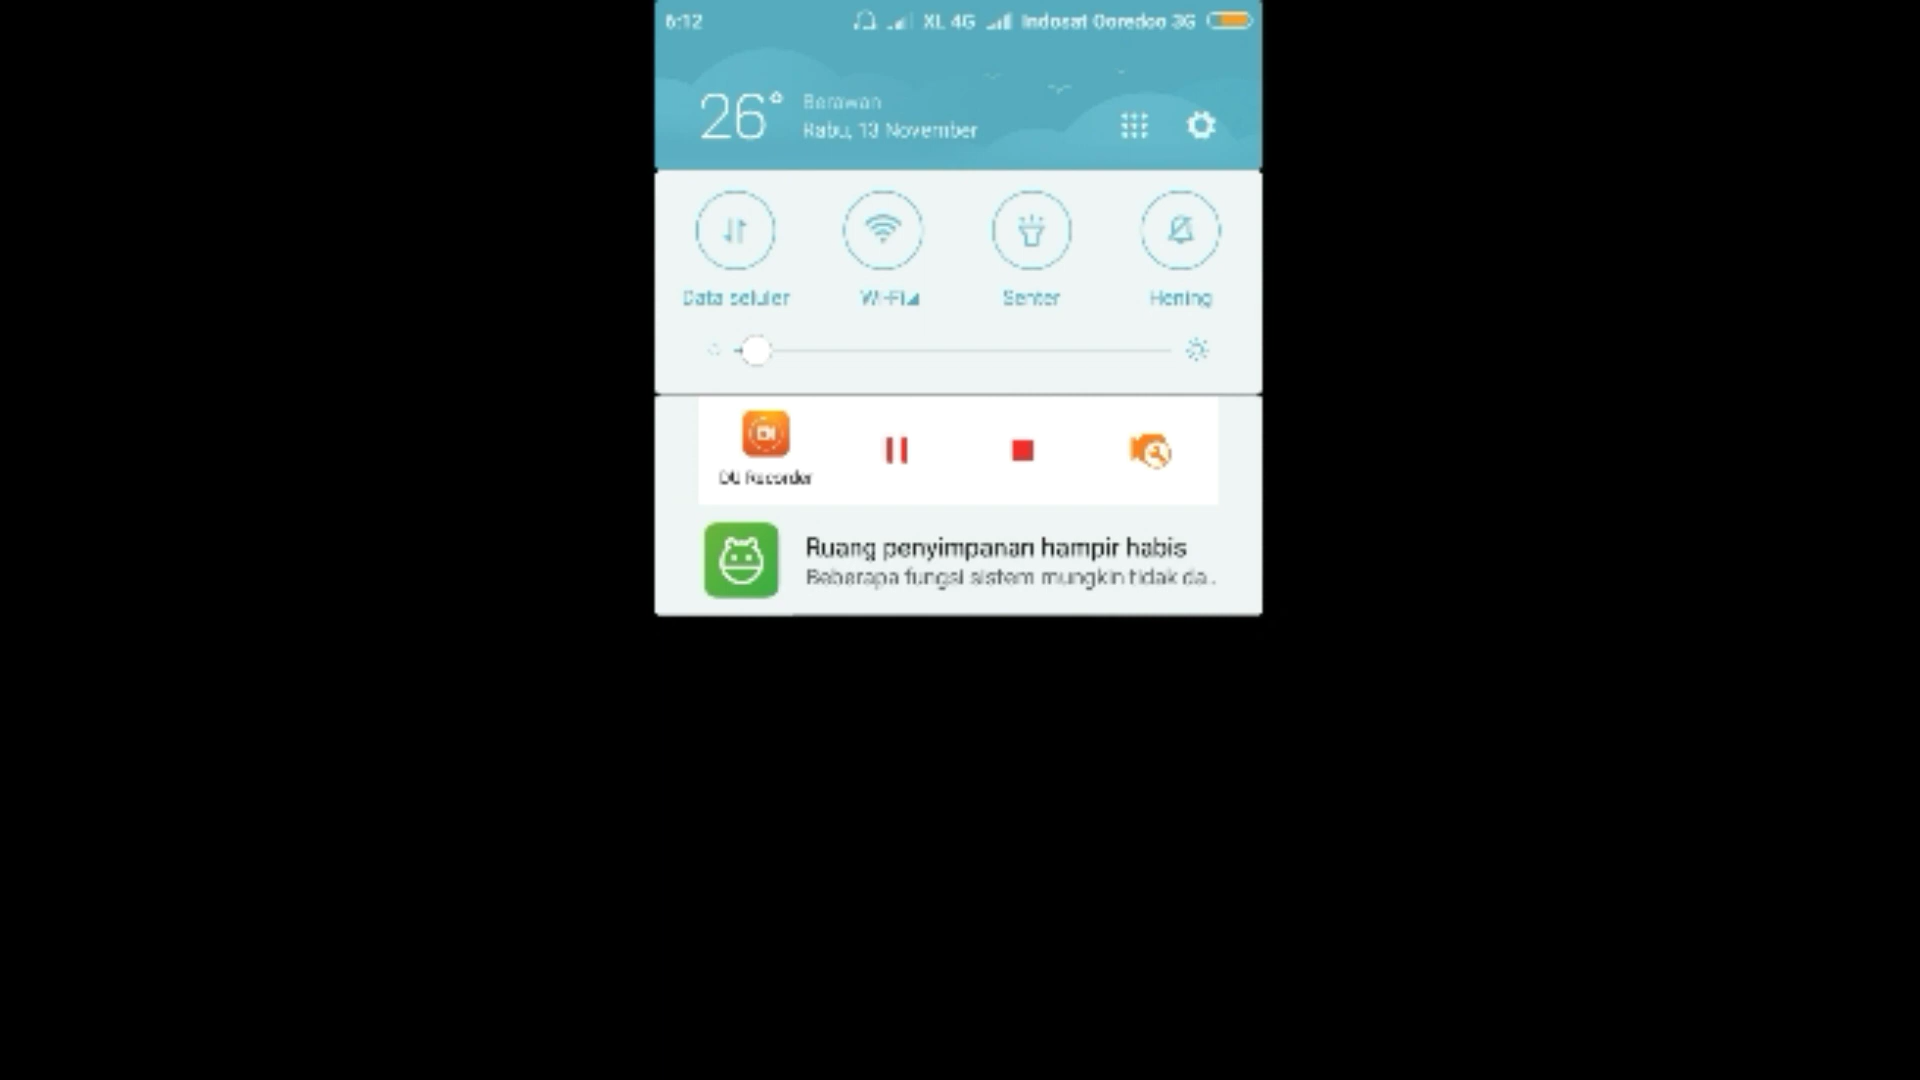 6:12 XL 4G Indosat Ooredoo 3G
26°
Berawan
Rabu, 13 November
Data seluler Wi-Fi Senter Hening
DU Recorder
Ruang penyimpanan hampir habis
Beberapa fungsi sistem mungkin tidak da..